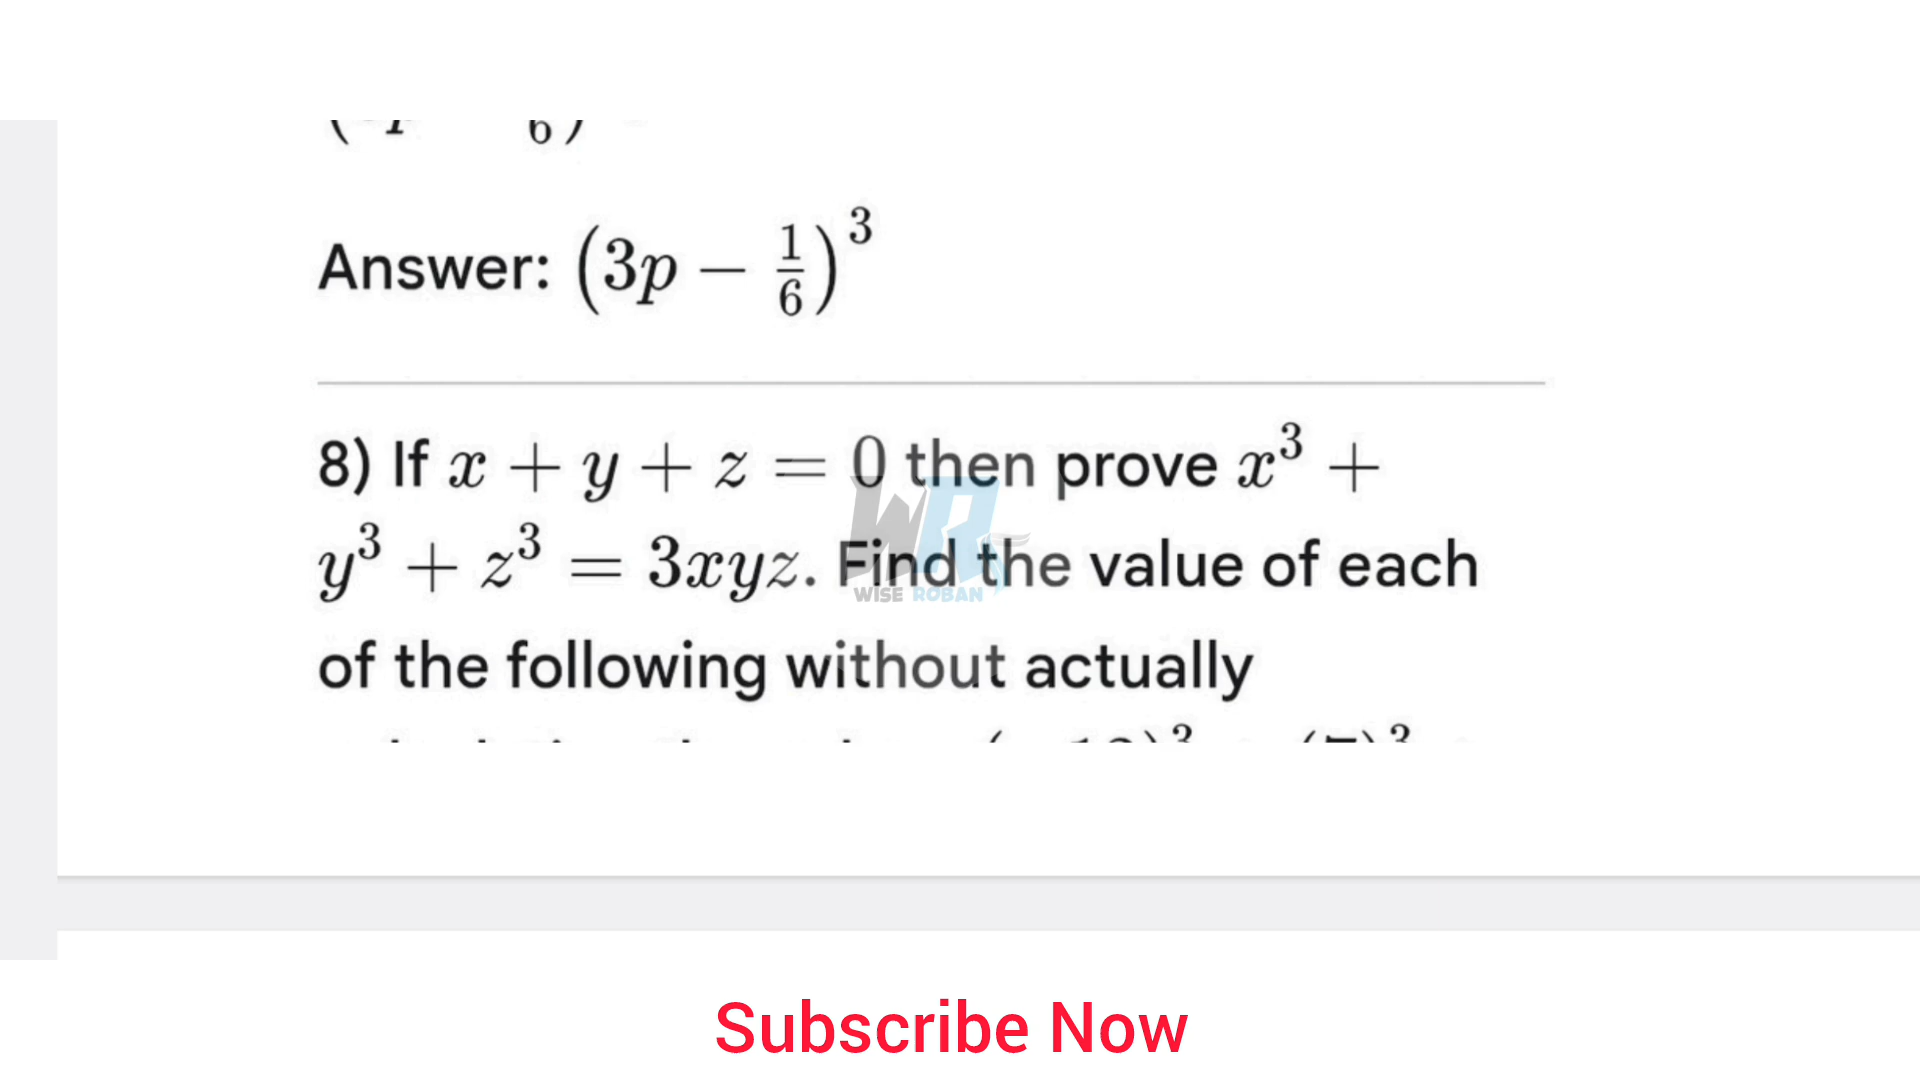 Answer: (3p − 1/6)³
8) If x + y + z = 0 then prove x³ +
y³ + z³ = 3xyz. Find the value of each
of the following without actually
WR
WISE ROBAN
Subscribe Now